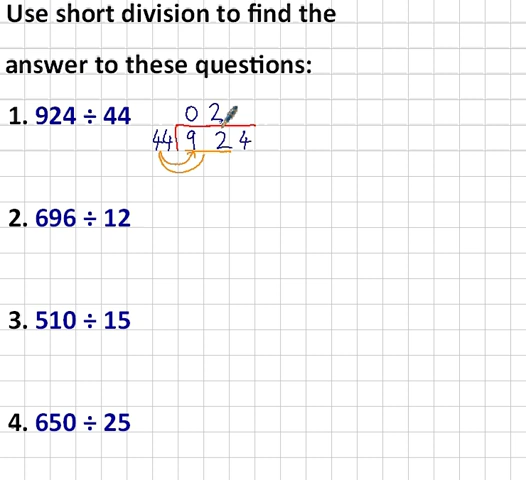 Use short division to find the
answer to these questions:
1. 924 ÷ 44
0 2
44 9 2 4
2. 696 ÷ 12
3. 510 ÷ 15
4. 650 ÷ 25